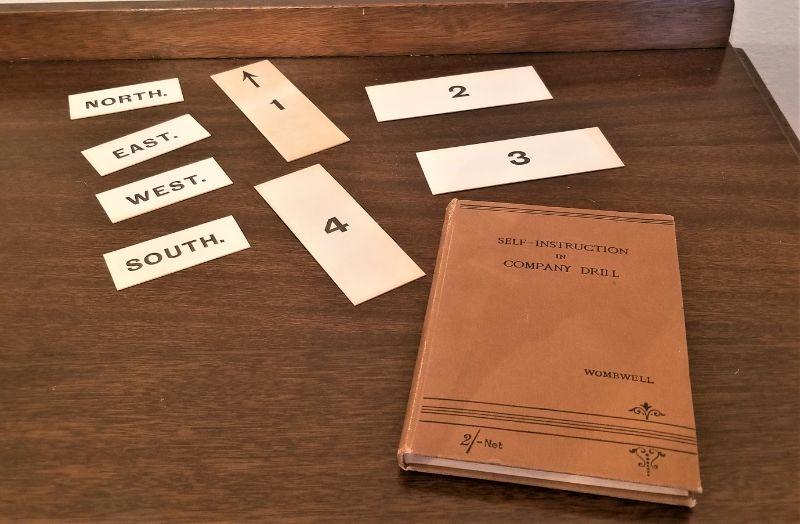 NORTH.
EAST.
WEST.
SOUTH.
↑
1
2
3
4
SELF-INSTRUCTION
IN
COMPANY DRILL
WOMBWELL
2/- Net